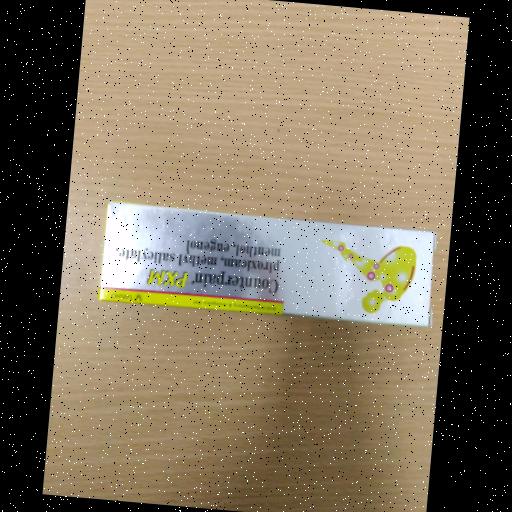 Counterpain PXM
piroxicam, methyl salicylate,
menthol, eugenol